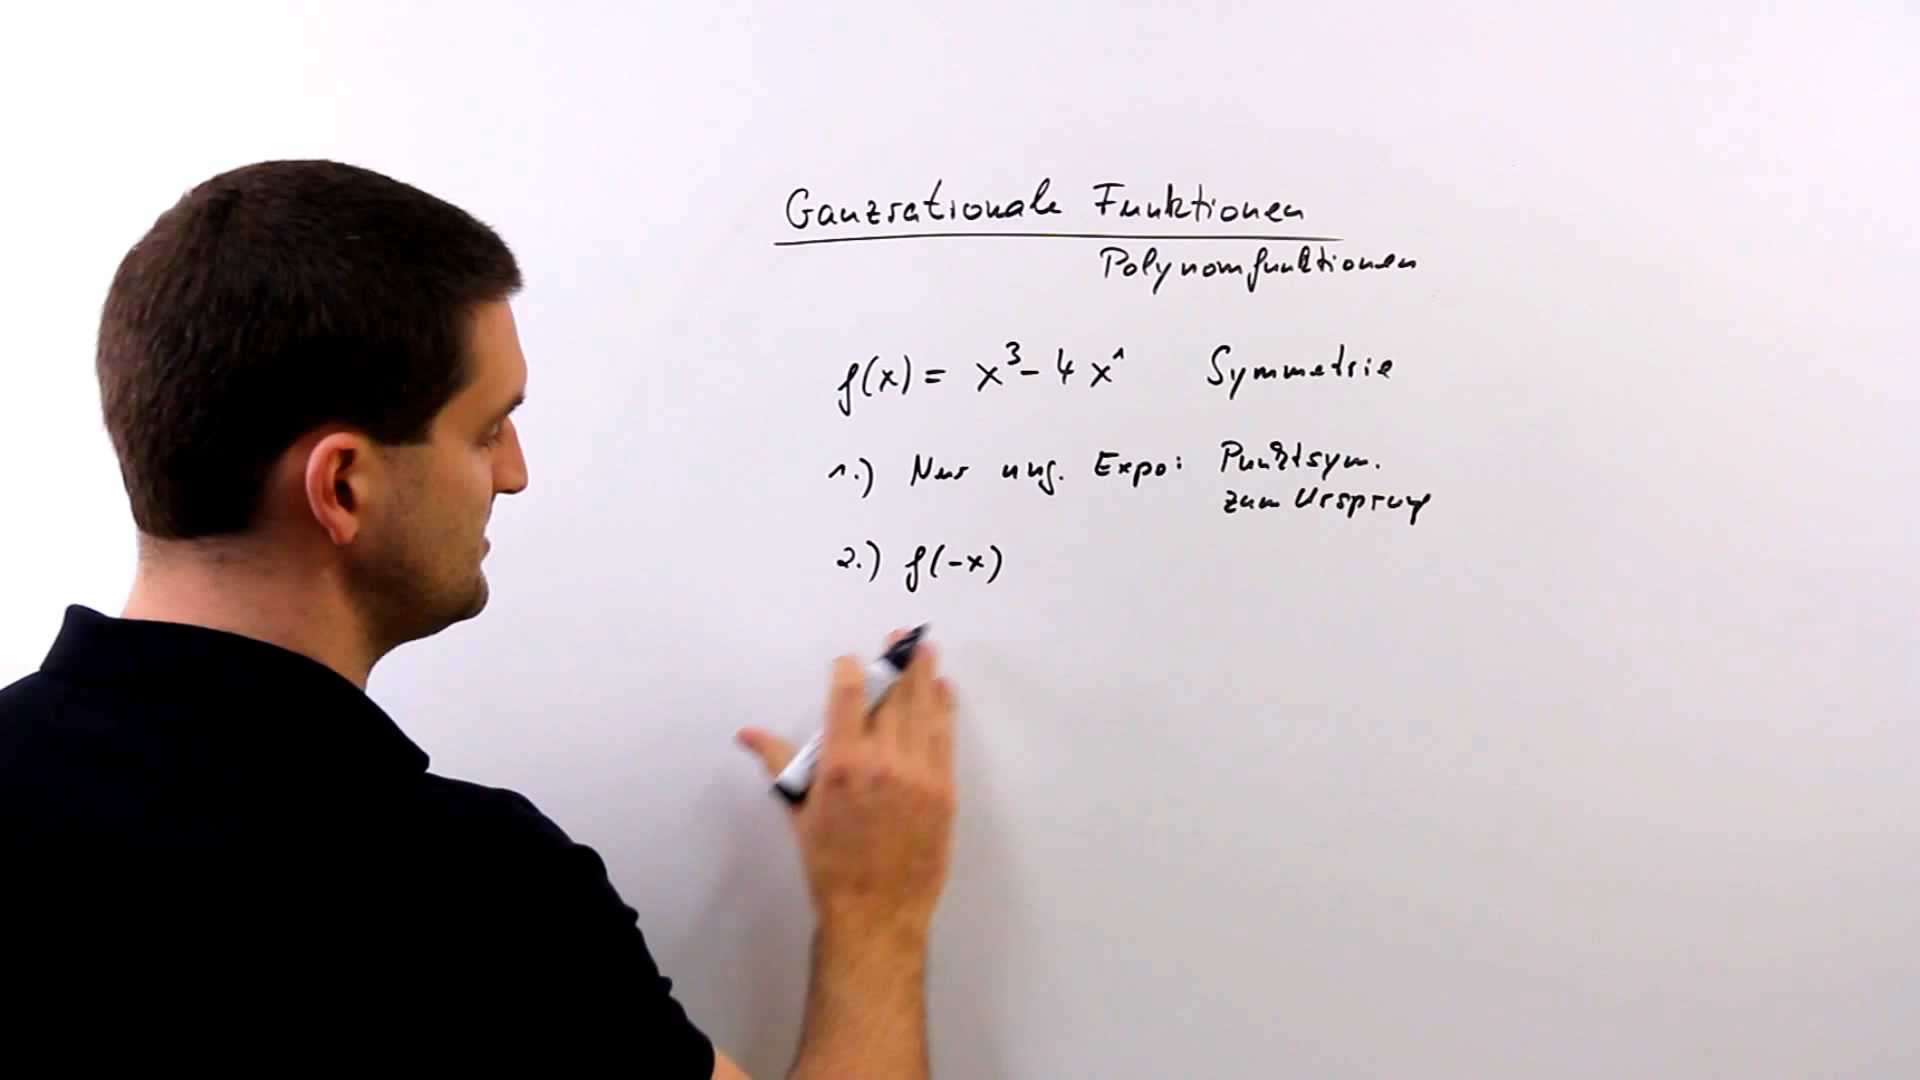 Ganzrationale Funktionen
Polynomfunktionen
f(x) = x³ - 4x¹ Symmetrie
1.) Nur ung. Expo: Punktsym.
zum Ursprung
2.) f(-x)